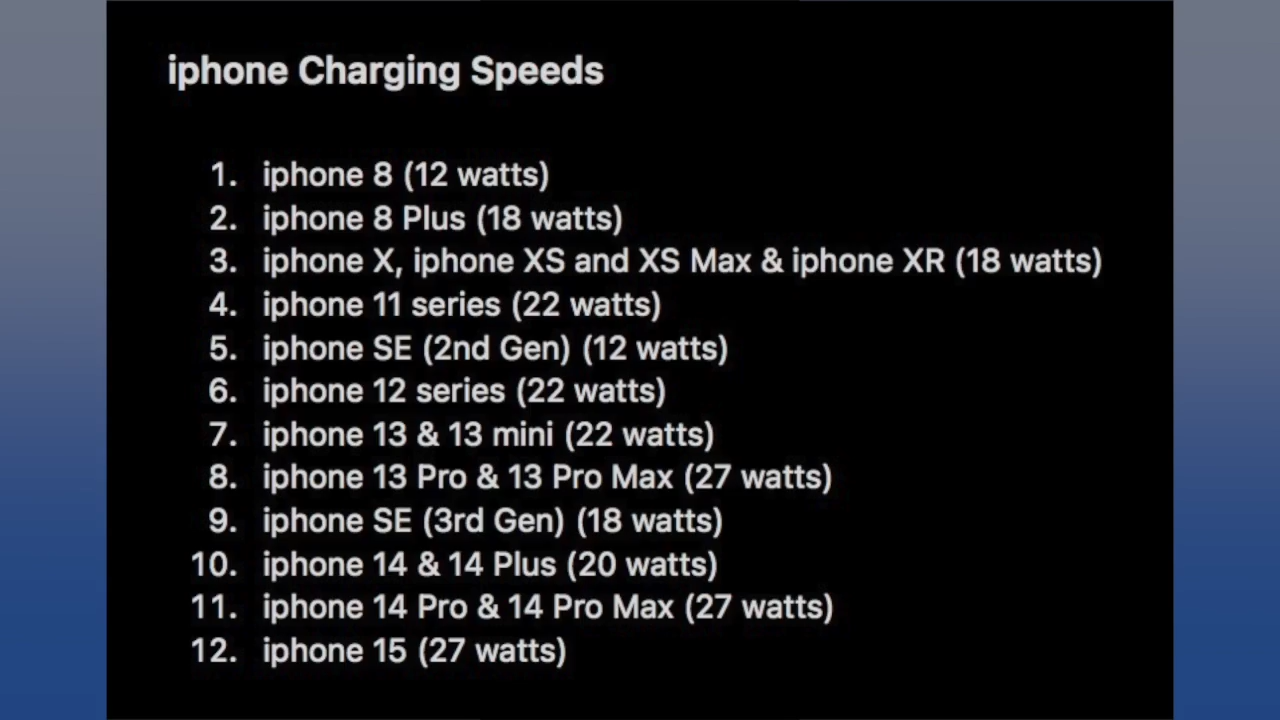 iphone Charging Speeds
1. iphone 8 (12 watts)
2. iphone 8 Plus (18 watts)
3. iphone X, iphone XS and XS Max & iphone XR (18 watts)
4. iphone 11 series (22 watts)
5. iphone SE (2nd Gen) (12 watts)
6. iphone 12 series (22 watts)
7. iphone 13 & 13 mini (22 watts)
8. iphone 13 Pro & 13 Pro Max (27 watts)
9. iphone SE (3rd Gen) (18 watts)
10. iphone 14 & 14 Plus (20 watts)
11. iphone 14 Pro & 14 Pro Max (27 watts)
12. iphone 15 (27 watts)